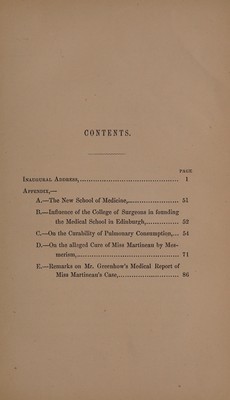 CONTENTS.
PAGE
INAUGURAL ADDRESS, 1
APPENDIX,—
A.—The New School of Medicine, 51
B.—Influence of the College of Surgeons in founding
the Medical School in Edinburgh, 52
C.—On the Curability of Pulmonary Consumption,... 54
D.—On the alleged Cure of Miss Martineau by Mes-
merism, 71
E.—Remarks on Mr. Greenhow's Medical Report of
Miss Martineau's Case, 86